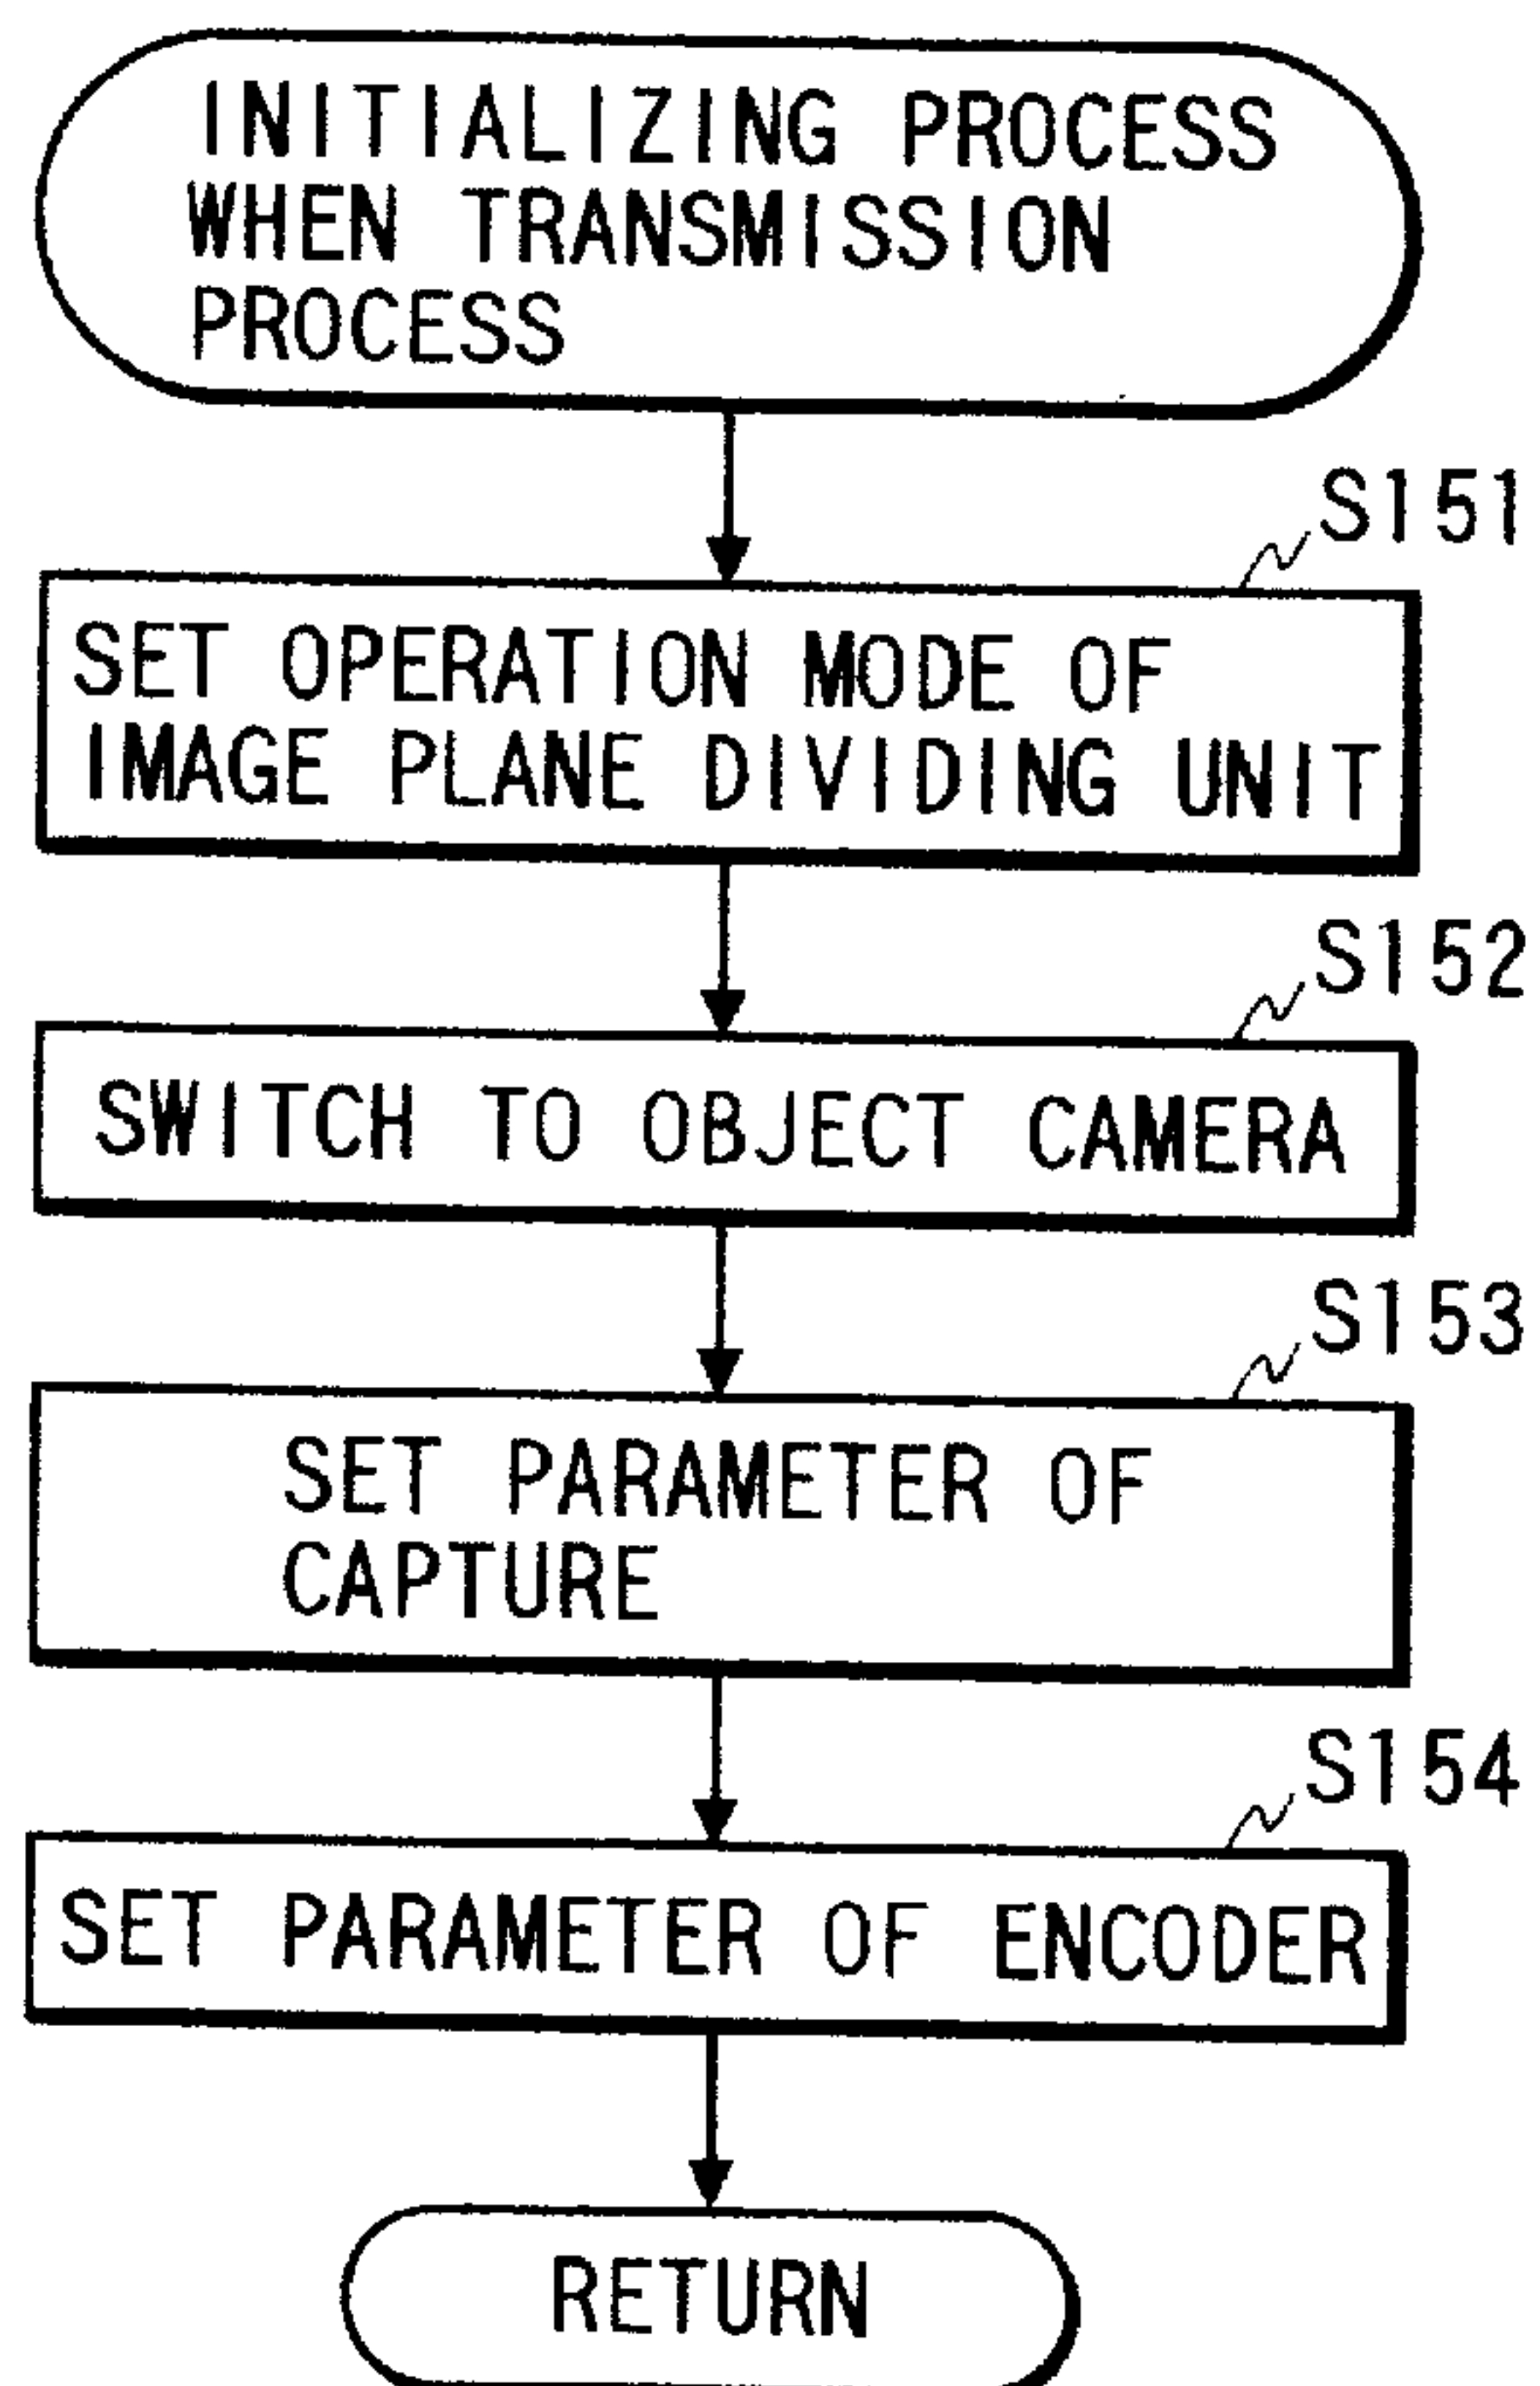 INITIALIZING PROCESS
WHEN TRANSMISSION
PROCESS
S151
SET OPERATION MODE OF
IMAGE PLANE DIVIDING UNIT
S152
SWITCH TO OBJECT CAMERA
S153
SET PARAMETER OF
CAPTURE
S154
SET PARAMETER OF ENCODER
RETURN